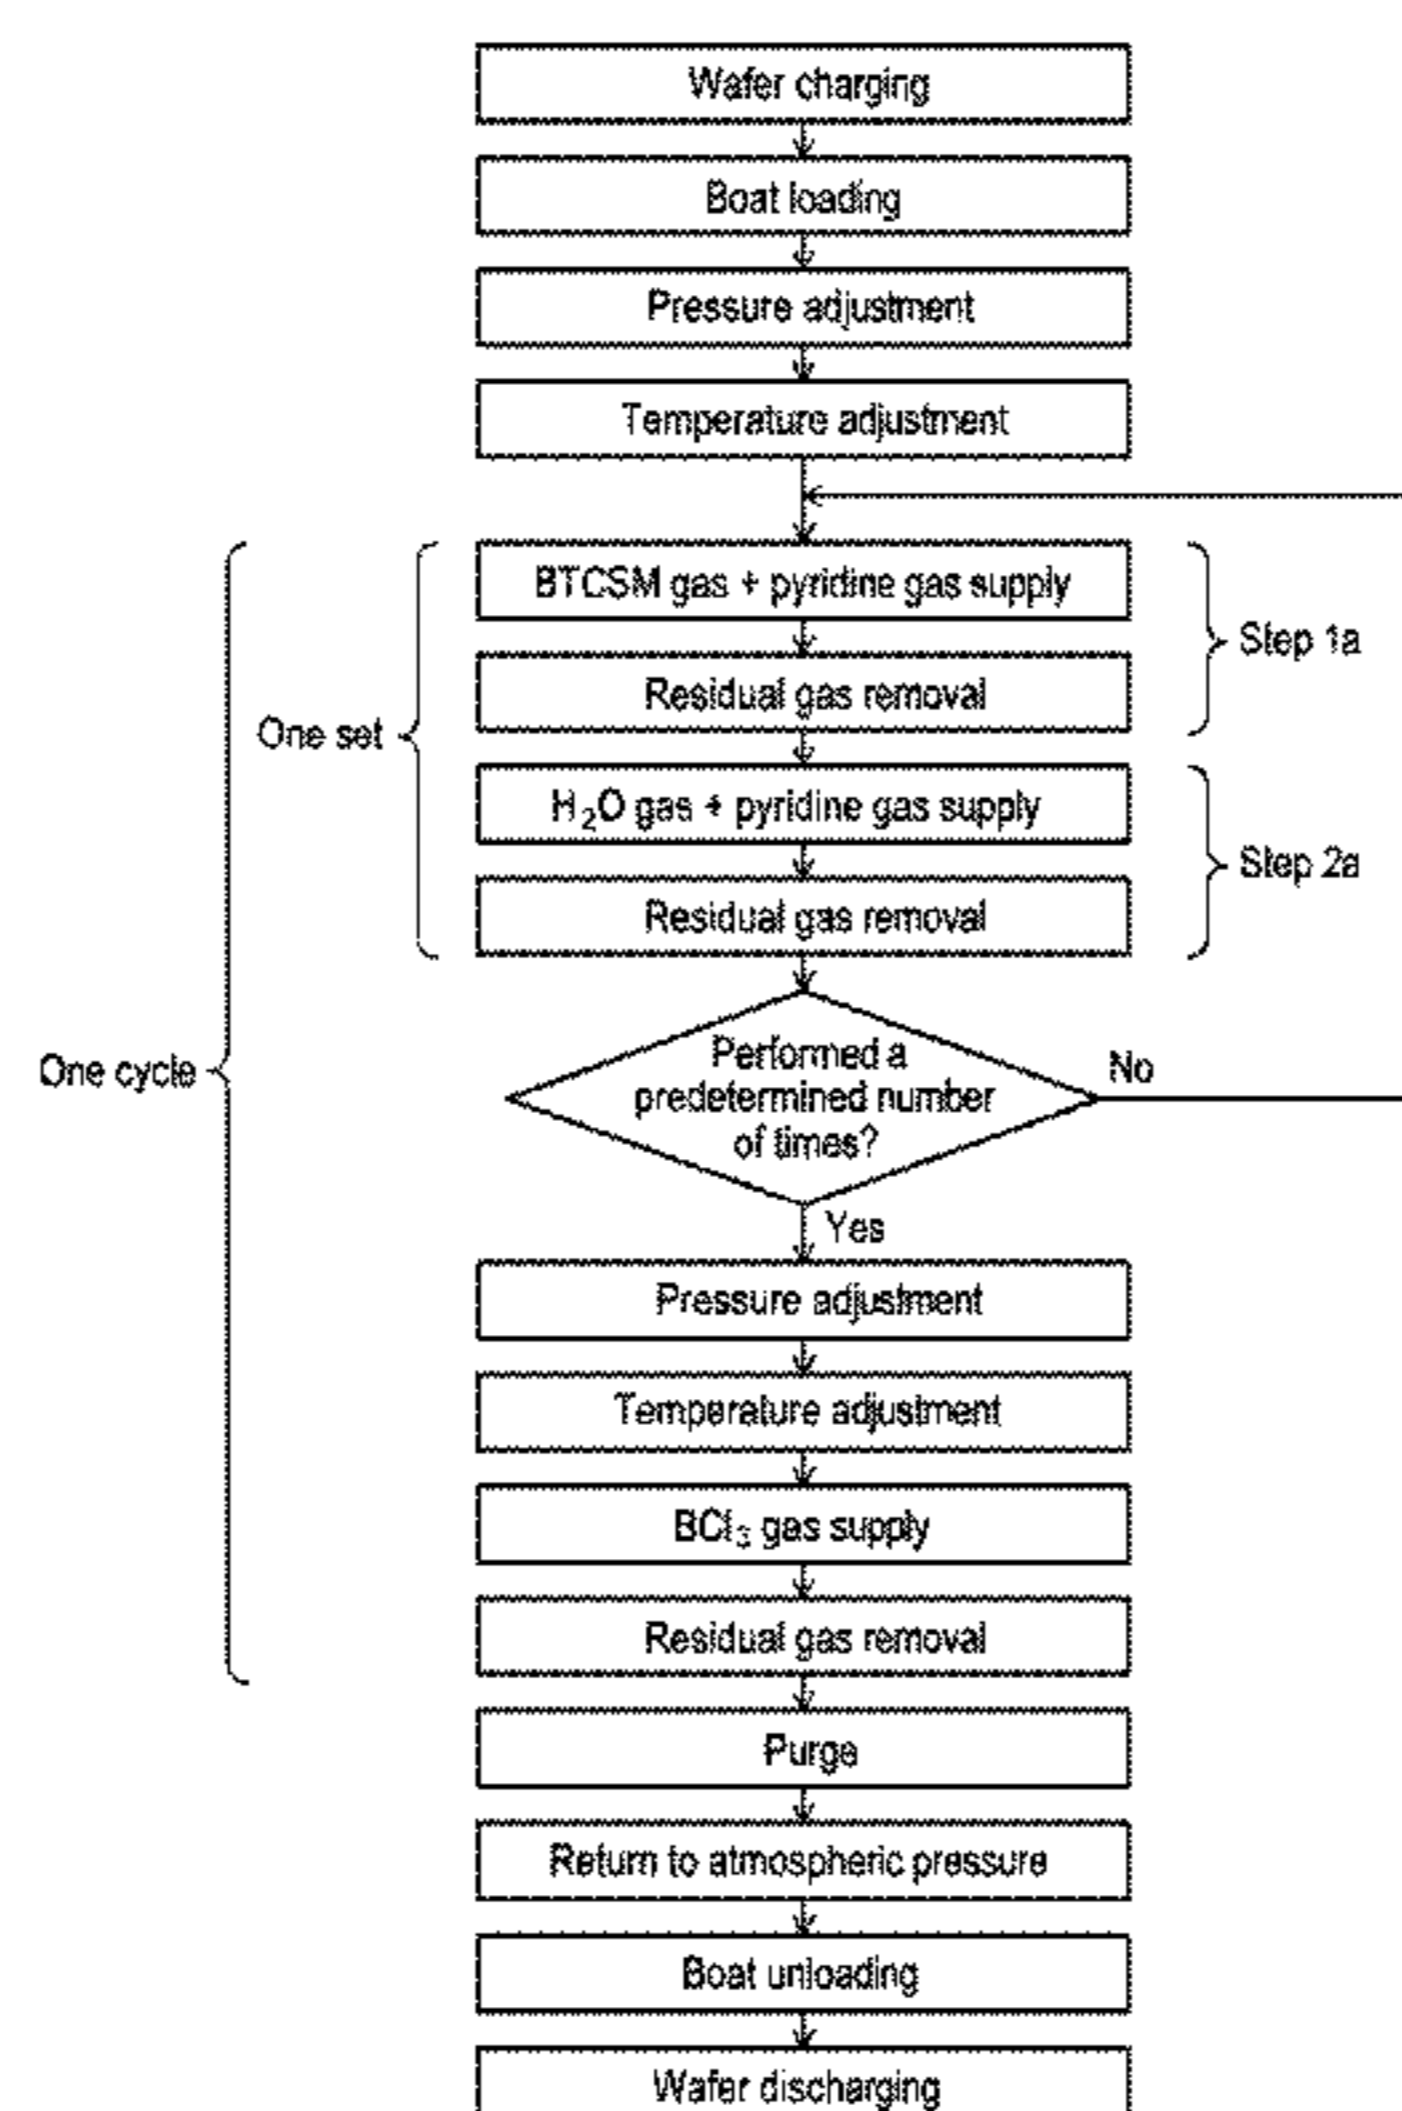 Wafer charging
Boat loading
Pressure adjustment
Temperature adjustment
BTCSM gas + pyridine gas supply
Step 1a
Residual gas removal
One set
H₂O gas + pyridine gas supply
Step 2a
Residual gas removal
One cycle
Performed a
predetermined number
of times?
No
Yes
Pressure adjustment
Temperature adjustment
BCl₃ gas supply
Residual gas removal
Purge
Return to atmospheric pressure
Boat unloading
Wafer discharging